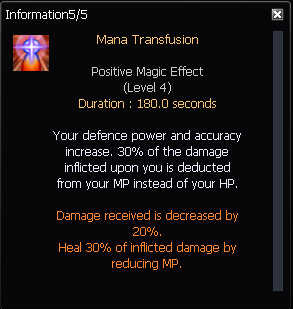 Information5/5
Mana Transfusion
Positive Magic Effect
(Level 4)
Duration : 180.0 seconds
Your defence power and accuracy
increase. 30% of the damage
inflicted upon you is deducted
from your MP instead of your HP.
Damage received is decreased by
20%.
Heal 30% of inflicted damage by
reducing MP.